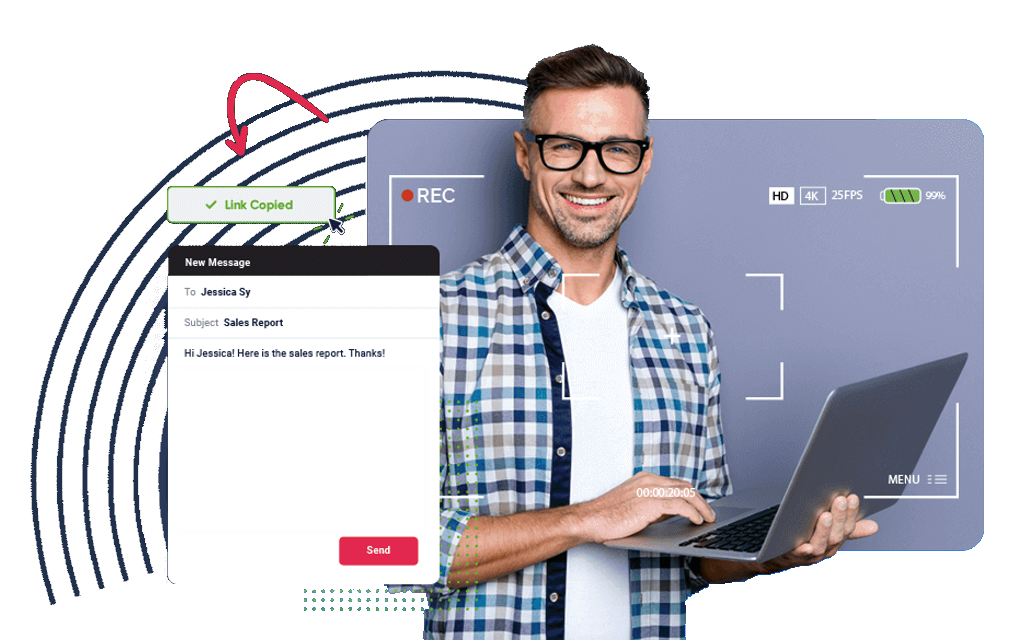 Link Copied
REC
HD 4K 25FPS 99%
New Message
To Jessica Sy
Subject Sales Report
Hi Jessica! Here is the sales report. Thanks!
MENU
00:00:20:05
Send